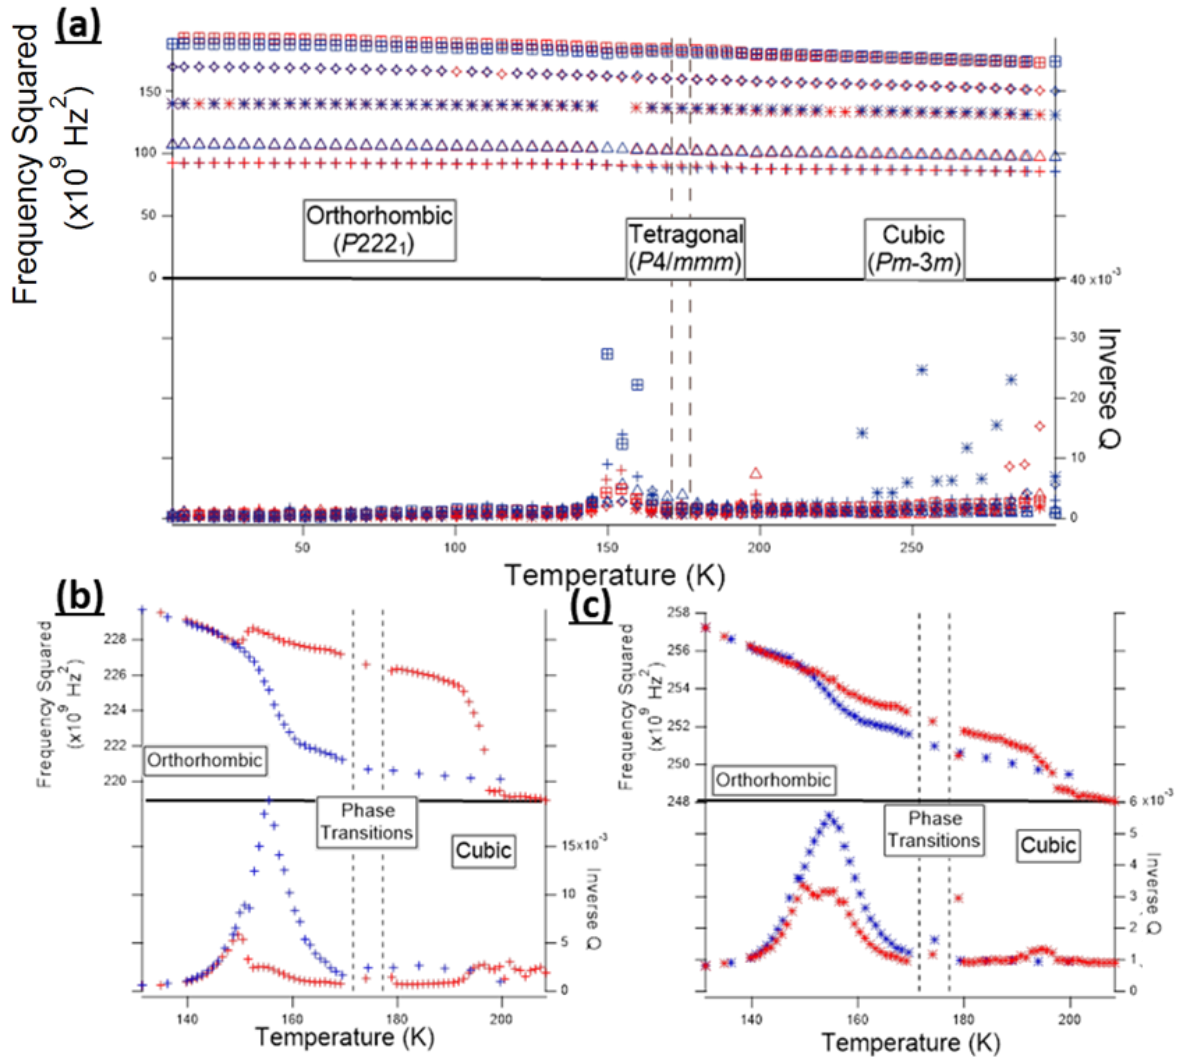 (a)
Frequency Squared
(x10⁹ Hz²)
150
100
50
0
Orthorhombic
(P222₁)
Tetragonal
(P4/mmm)
Cubic
(Pm-3m)
40 x10⁻³
30
20
10
0
Inverse Q
50
100
150
200
250
Temperature (K)
(b)
Frequency Squared
(x10⁹ Hz²)
228
226
224
222
220
Orthorhombic
Phase
Transitions
Cubic
15x10⁻³
10
5
0
Inverse Q
140
160
180
200
Temperature (K)
(c)
Frequency Squared
(x10⁹ Hz²)
258
256
254
252
250
248
Orthorhombic
Phase
Transitions
Cubic
6 x10⁻³
5
4
3
2
1
0
Inverse Q
140
160
180
200
Temperature (K)